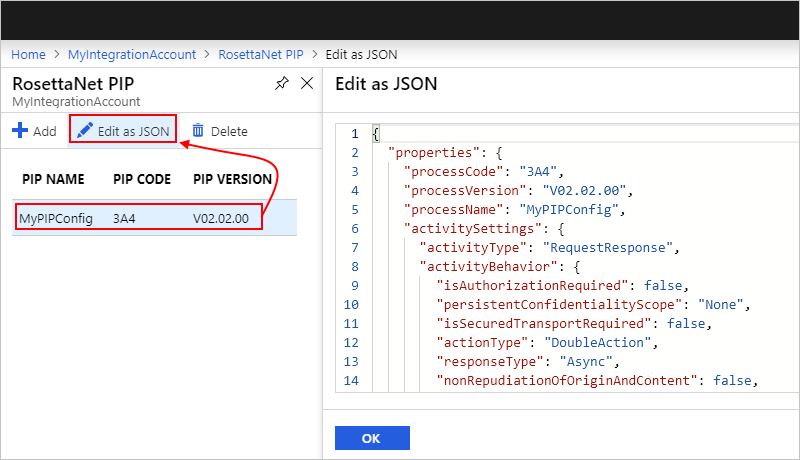 Home > MyIntegrationAccount > RosettaNet PIP > Edit as JSON
RosettaNet PIP
MyIntegrationAccount
Add Edit as JSON Delete
PIP NAME PIP CODE PIP VERSION
MyPIPConfig 3A4 V02.02.00
Edit as JSON
1 {
2 "properties": {
3 "processCode": "3A4",
4 "processVersion": "V02.02.00",
5 "processName": "MyPIPConfig",
6 "activitySettings": {
7 "activityType": "RequestResponse",
8 "activityBehavior": {
9 "isAuthorizationRequired": false,
10 "persistentConfidentialityScope": "None",
11 "isSecuredTransportRequired": false,
12 "actionType": "DoubleAction",
13 "responseType": "Async",
14 "nonRepudiationOfOriginAndContent": false,
OK